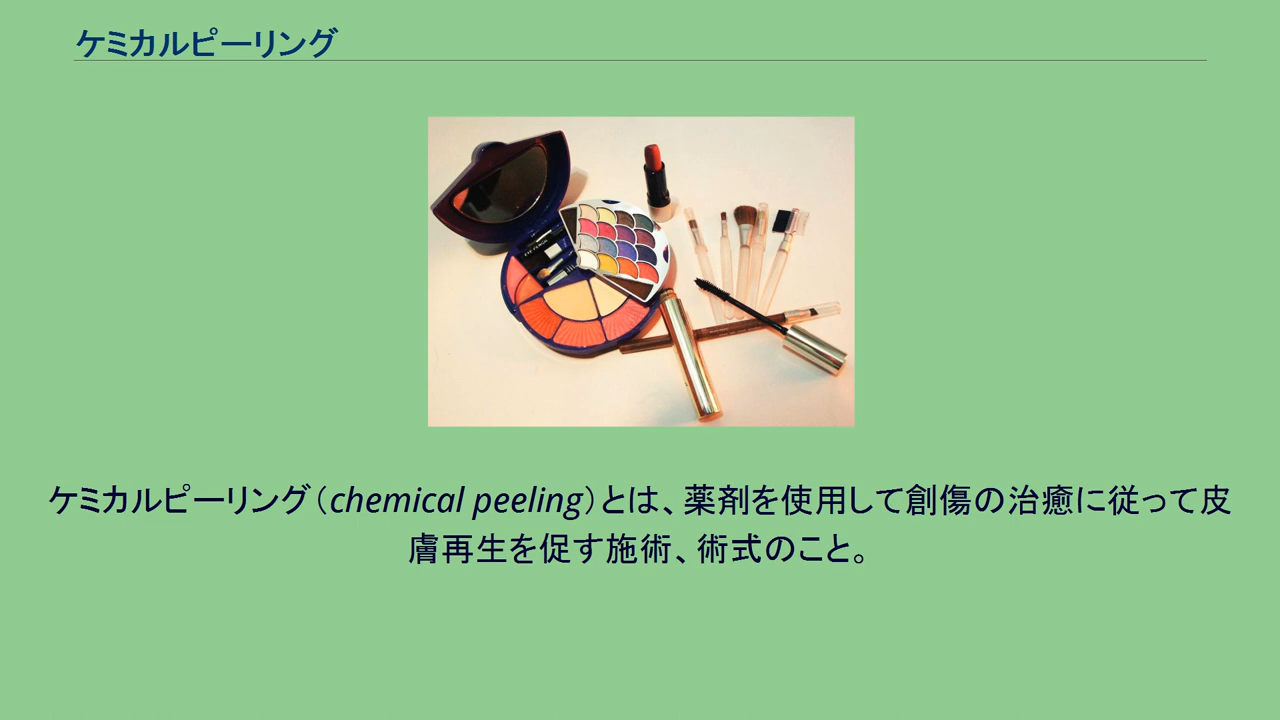 ケミカルピーリング
EYE PENCIL
ケミカルピーリング（chemical peeling）とは、薬剤を使用して創傷の治癒に従って皮
膚再生を促す施術、術式のこと。